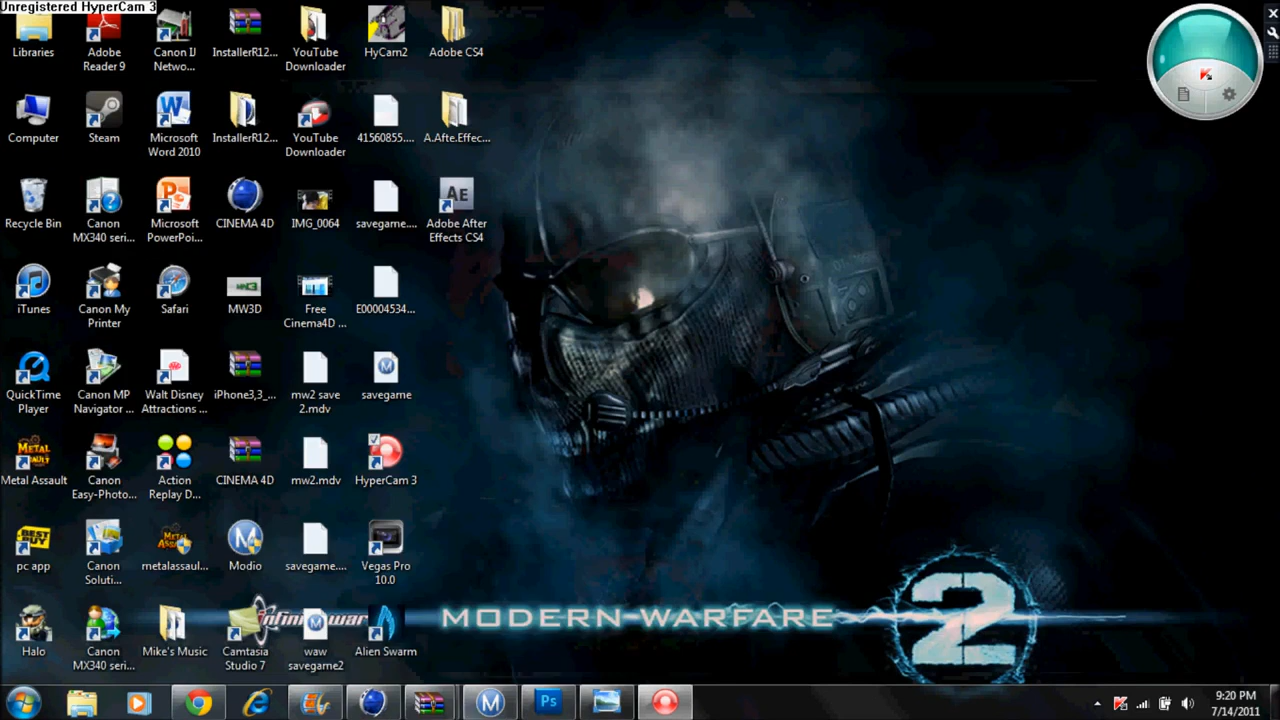 Unregistered HyperCam 3
Libraries
Adobe
Reader 9
Canon IJ
Netwo...
InstallerR12...
YouTube
Downloader
HyCam2
Adobe CS4
Computer
Steam
Microsoft
Word 2010
InstallerR12...
YouTube
Downloader
41560855....
A.Afte.Effec...
Recycle Bin
Canon
MX340 seri...
Microsoft
PowerPoi...
CINEMA 4D
IMG_0064
savegame....
AE
Adobe After
Effects CS4
iTunes
Canon My
Printer
Safari
MW3D
Free
Cinema4D ...
E00004534...
QuickTime
Player
Canon MP
Navigator ...
Walt Disney
Attractions ...
iPhone3,3_...
mw2 save
2.mdv
savegame
Metal Assault
Canon
Easy-Photo...
Action
Replay D...
CINEMA 4D
mw2.mdv
HyperCam 3
BEST
BUY
pc app
Canon
Soluti...
metalassaul...
Modio
savegame....
Vegas Pro
10.0
Halo
Canon
MX340 seri...
Mike's Music
Camtasia
Studio 7
waw
savegame2
Alien Swarm
MODERN WARFARE
2
Ps
9:20 PM
7/14/2011